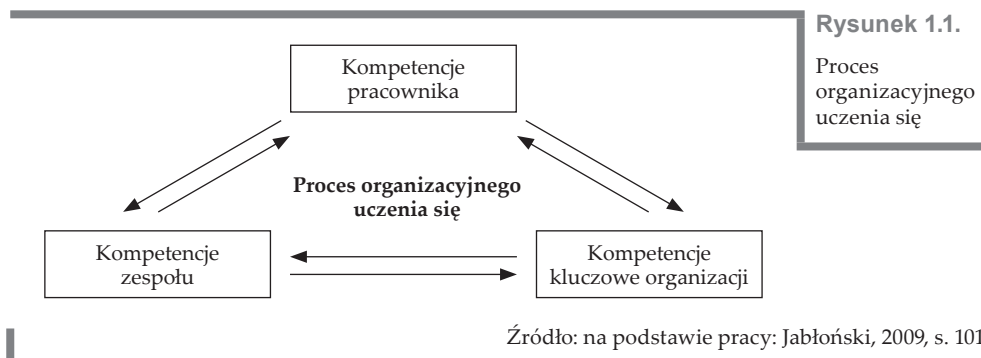 Rysunek 1.1.
Proces
organizacyjnego
uczenia się
Kompetencje
pracownika
Proces organizacyjnego
uczenia się
Kompetencje
zespołu
Kompetencje
kluczowe organizacji
Źródło: na podstawie pracy: Jabłoński, 2009, s. 101